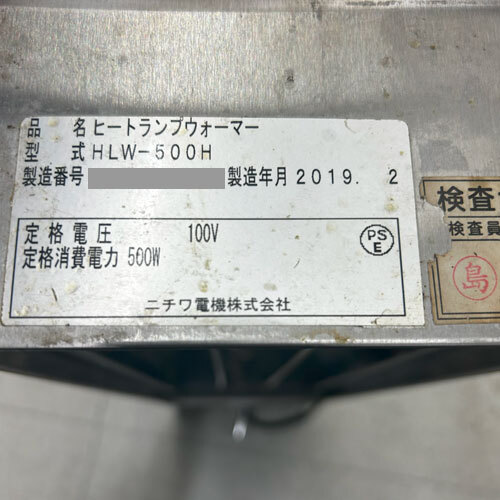 品 名 ヒートランプウォーマー
型 式 HLW-500H
製造番号 製造年月 2019. 2
定格電圧 100V
定格消費電力 500W
PS
E
ニチワ電機株式会社
検査
検査員
島